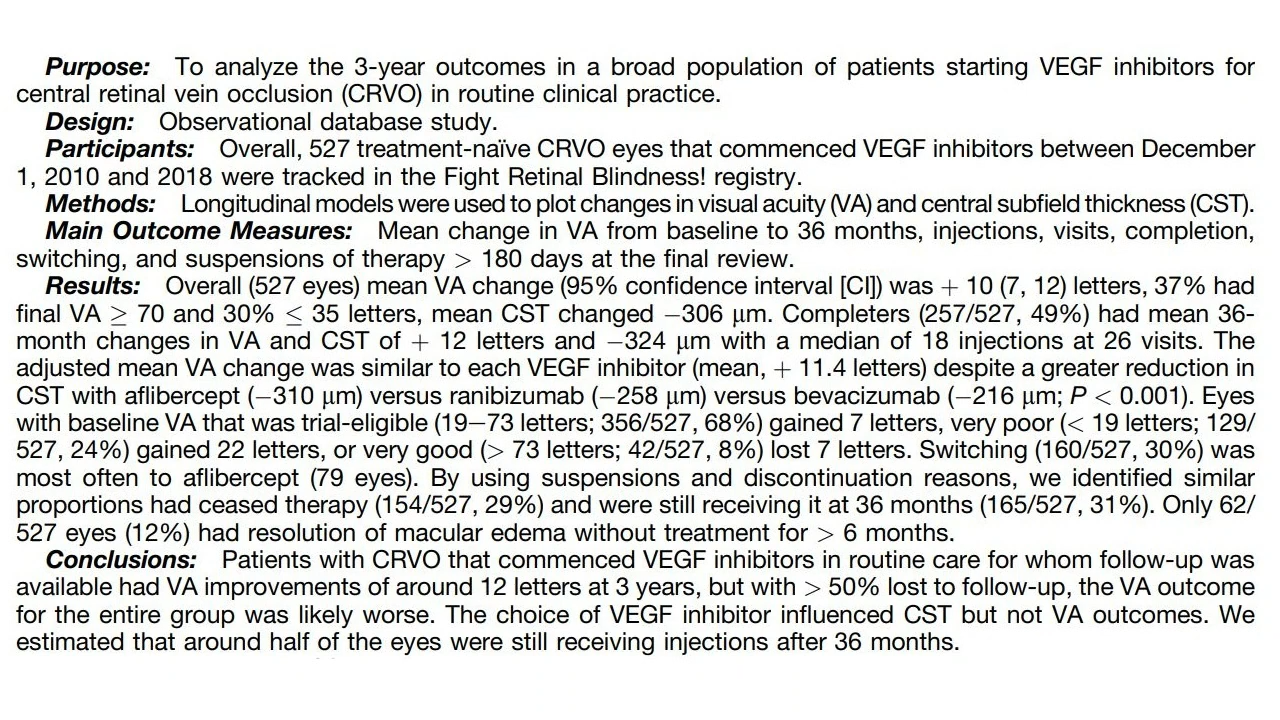 Purpose: To analyze the 3-year outcomes in a broad population of patients starting VEGF inhibitors for
central retinal vein occlusion (CRVO) in routine clinical practice.
Design: Observational database study.
Participants: Overall, 527 treatment-naïve CRVO eyes that commenced VEGF inhibitors between December
1, 2010 and 2018 were tracked in the Fight Retinal Blindness! registry.
Methods: Longitudinal models were used to plot changes in visual acuity (VA) and central subfield thickness (CST).
Main Outcome Measures: Mean change in VA from baseline to 36 months, injections, visits, completion,
switching, and suspensions of therapy > 180 days at the final review.
Results: Overall (527 eyes) mean VA change (95% confidence interval [CI]) was + 10 (7, 12) letters, 37% had
final VA ≥ 70 and 30% ≤ 35 letters, mean CST changed −306 μm. Completers (257/527, 49%) had mean 36-
month changes in VA and CST of + 12 letters and −324 μm with a median of 18 injections at 26 visits. The
adjusted mean VA change was similar to each VEGF inhibitor (mean, + 11.4 letters) despite a greater reduction in
CST with aflibercept (−310 μm) versus ranibizumab (−258 μm) versus bevacizumab (−216 μm; P < 0.001). Eyes
with baseline VA that was trial-eligible (19−73 letters; 356/527, 68%) gained 7 letters, very poor (< 19 letters; 129/
527, 24%) gained 22 letters, or very good (> 73 letters; 42/527, 8%) lost 7 letters. Switching (160/527, 30%) was
most often to aflibercept (79 eyes). By using suspensions and discontinuation reasons, we identified similar
proportions had ceased therapy (154/527, 29%) and were still receiving it at 36 months (165/527, 31%). Only 62/
527 eyes (12%) had resolution of macular edema without treatment for > 6 months.
Conclusions: Patients with CRVO that commenced VEGF inhibitors in routine care for whom follow-up was
available had VA improvements of around 12 letters at 3 years, but with > 50% lost to follow-up, the VA outcome
for the entire group was likely worse. The choice of VEGF inhibitor influenced CST but not VA outcomes. We
estimated that around half of the eyes were still receiving injections after 36 months.